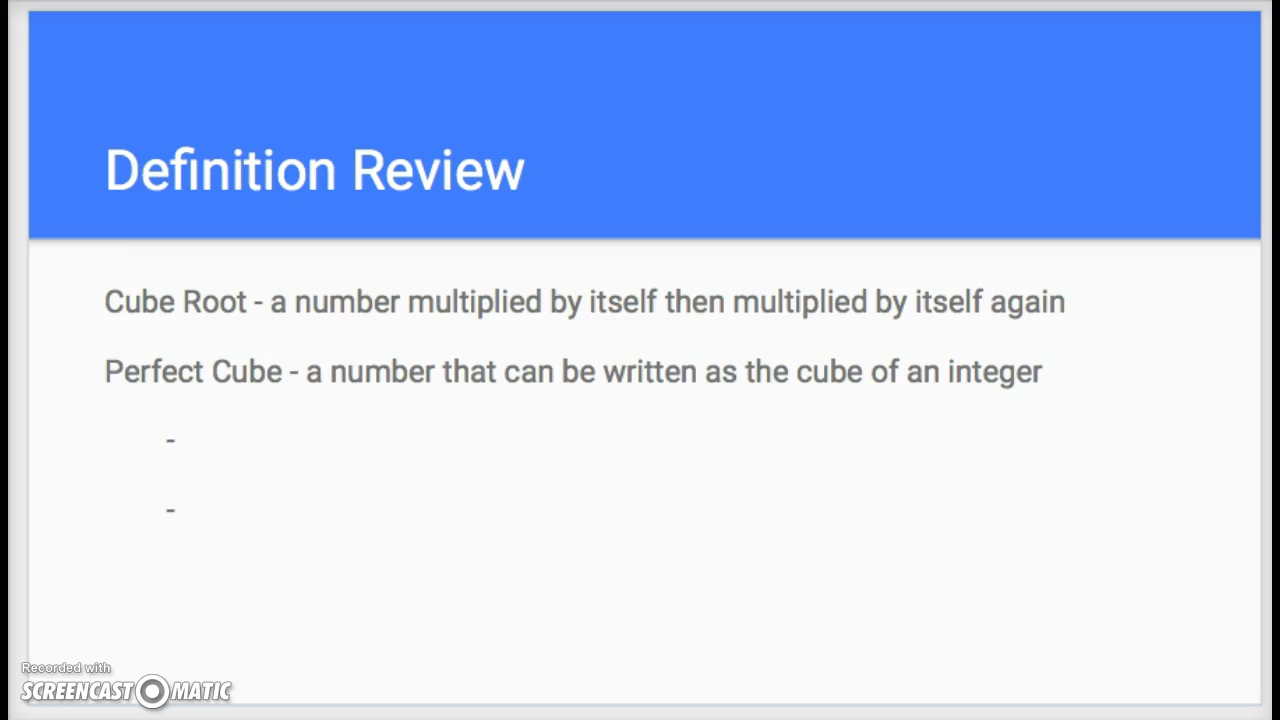 Definition Review
Cube Root - a number multiplied by itself then multiplied by itself again
Perfect Cube - a number that can be written as the cube of an integer
-
-
Recorded with
SCREENCAST MATIC